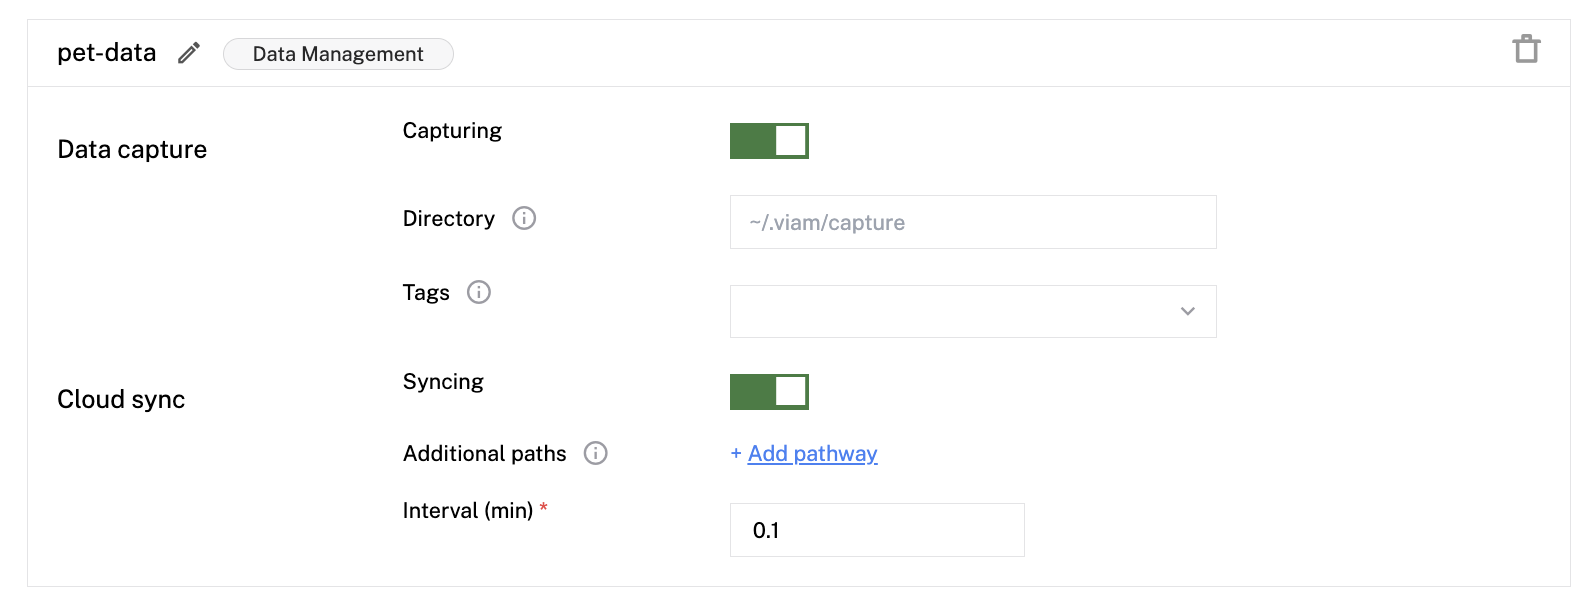 pet-data
Data Management
Data capture
Capturing
Directory
~/.viam/capture
Tags
Cloud sync
Syncing
Additional paths
+ Add pathway
Interval (min) *
0.1